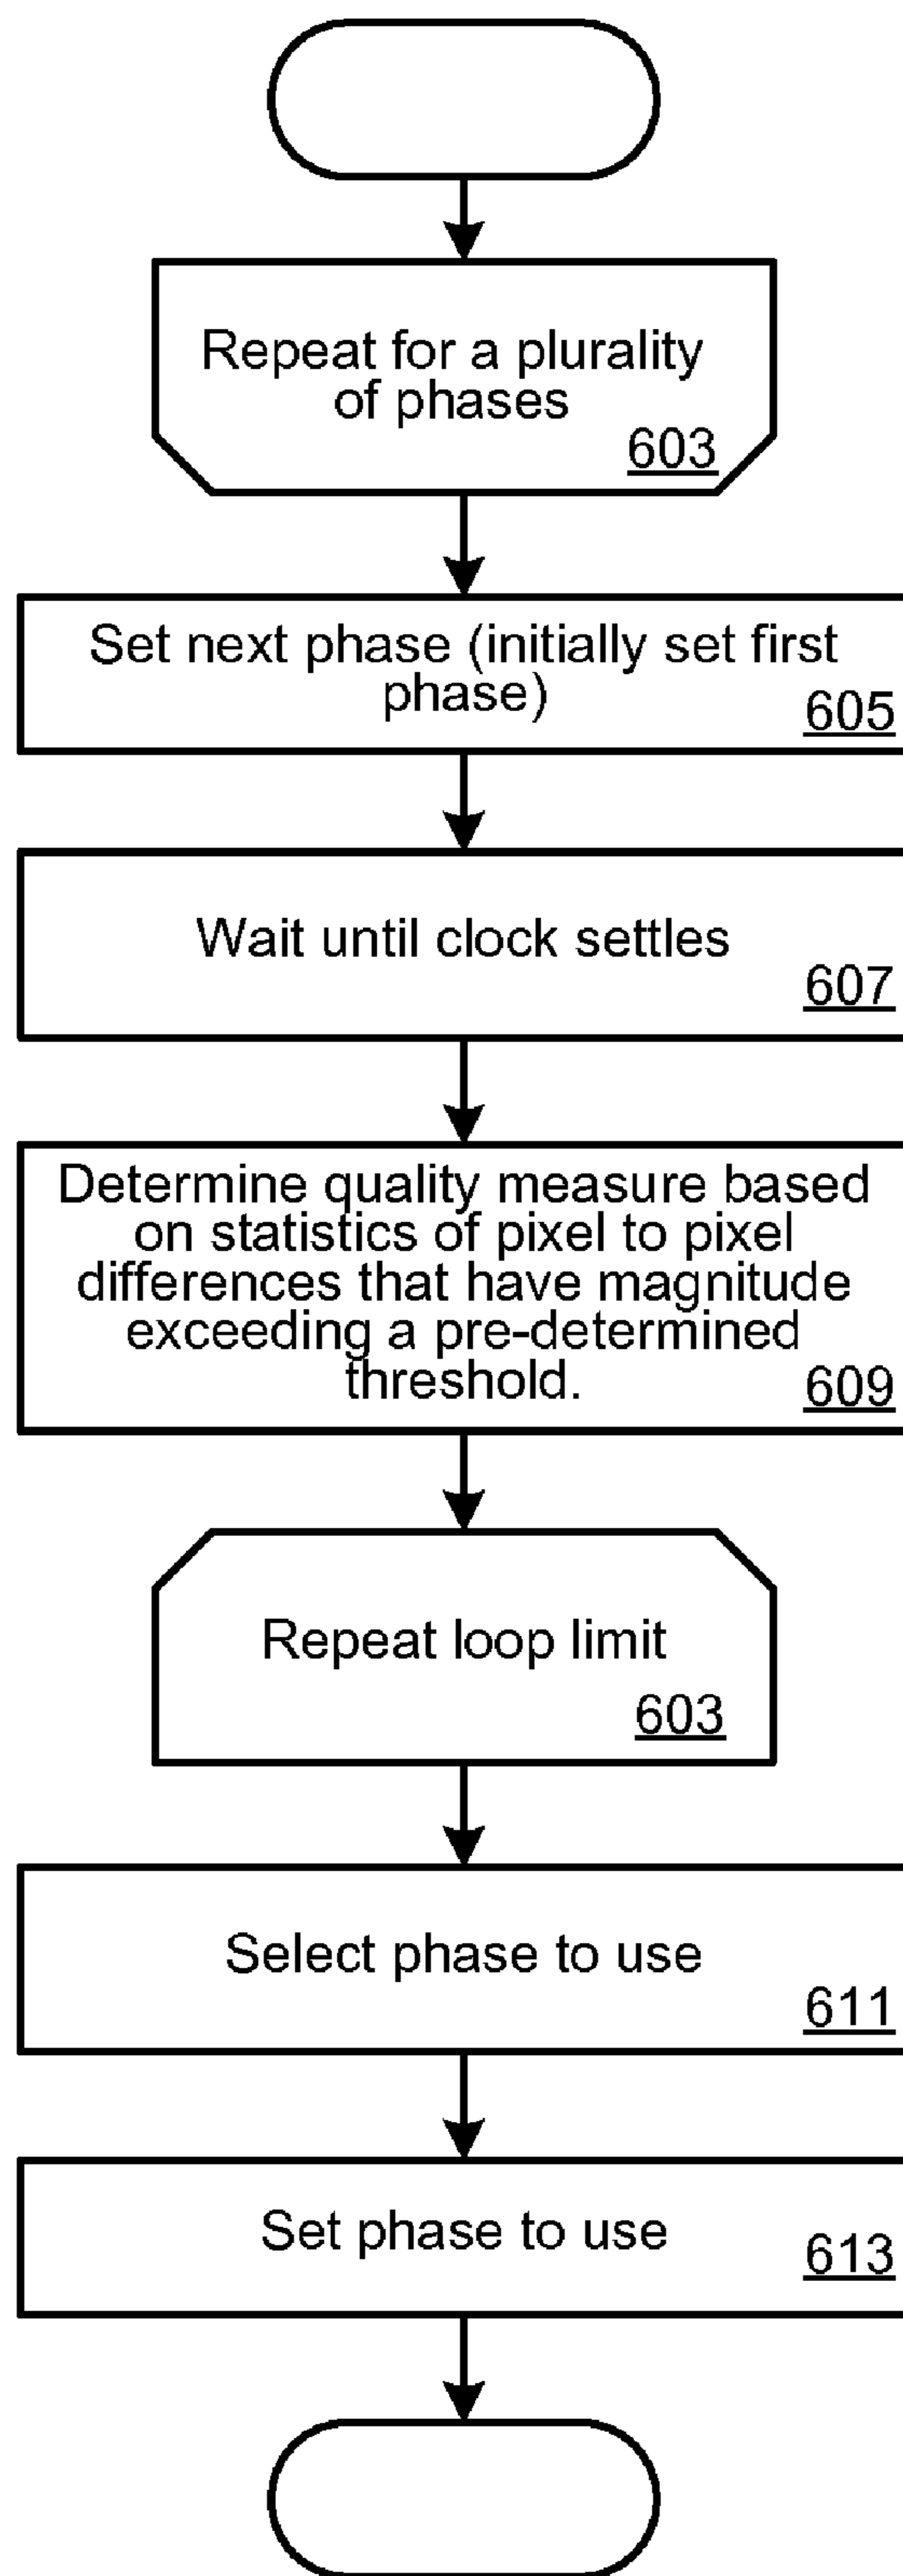 Repeat for a plurality
of phases
603
Set next phase (initially set first
phase)
605
Wait until clock settles
607
Determine quality measure based
on statistics of pixel to pixel
differences that have magnitude
exceeding a pre-determined
threshold.
609
Repeat loop limit
603
Select phase to use
611
Set phase to use
613